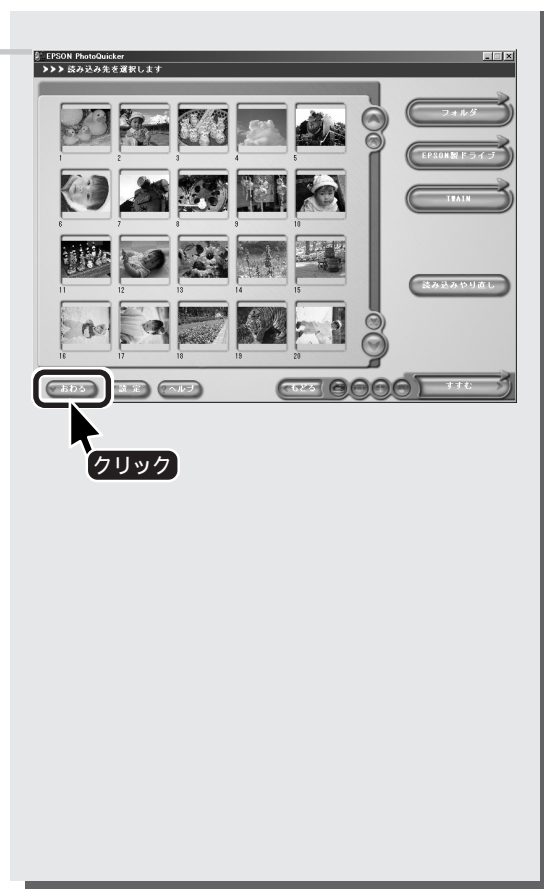 EPSON PhotoQuicker
>>> 読み込み先を選択します
フォルダ
EPSON製ドライブ
TWAIN
読み込みやり直し
1 2 3 4 5
6 7 8 9 10
11 12 13 14 15
16 17 18 19 20
おわる 設定 ヘルプ もどる すすむ
クリック